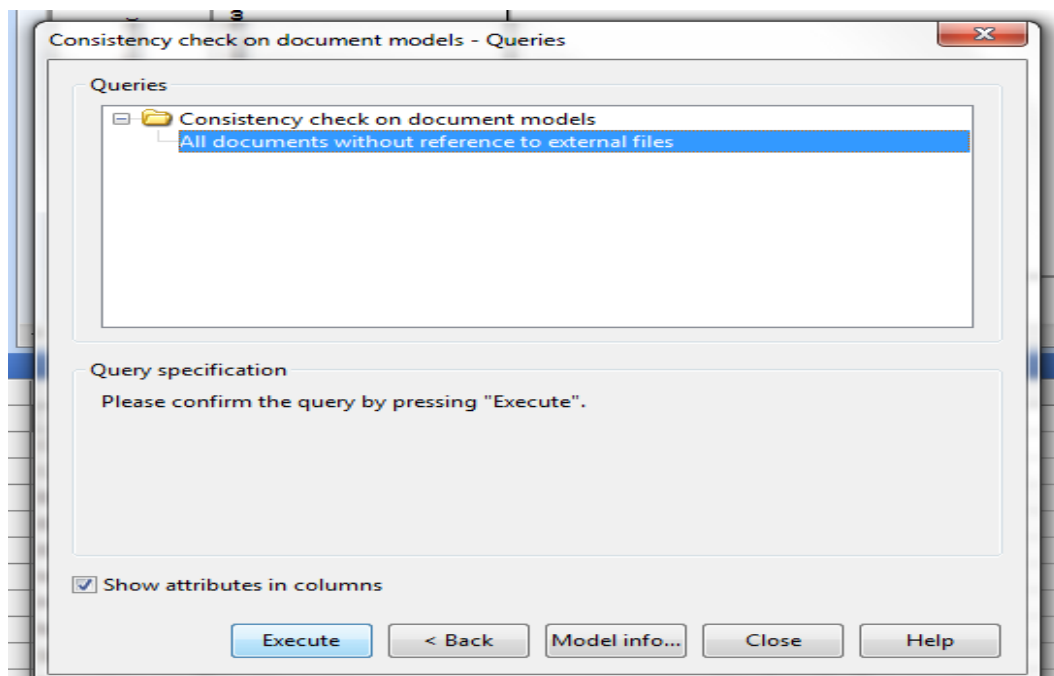 3
Consistency check on document models - Queries
Queries
Consistency check on document models
All documents without reference to external files
Query specification
Please confirm the query by pressing "Execute".
Show attributes in columns
Execute
< Back
Model info...
Close
Help